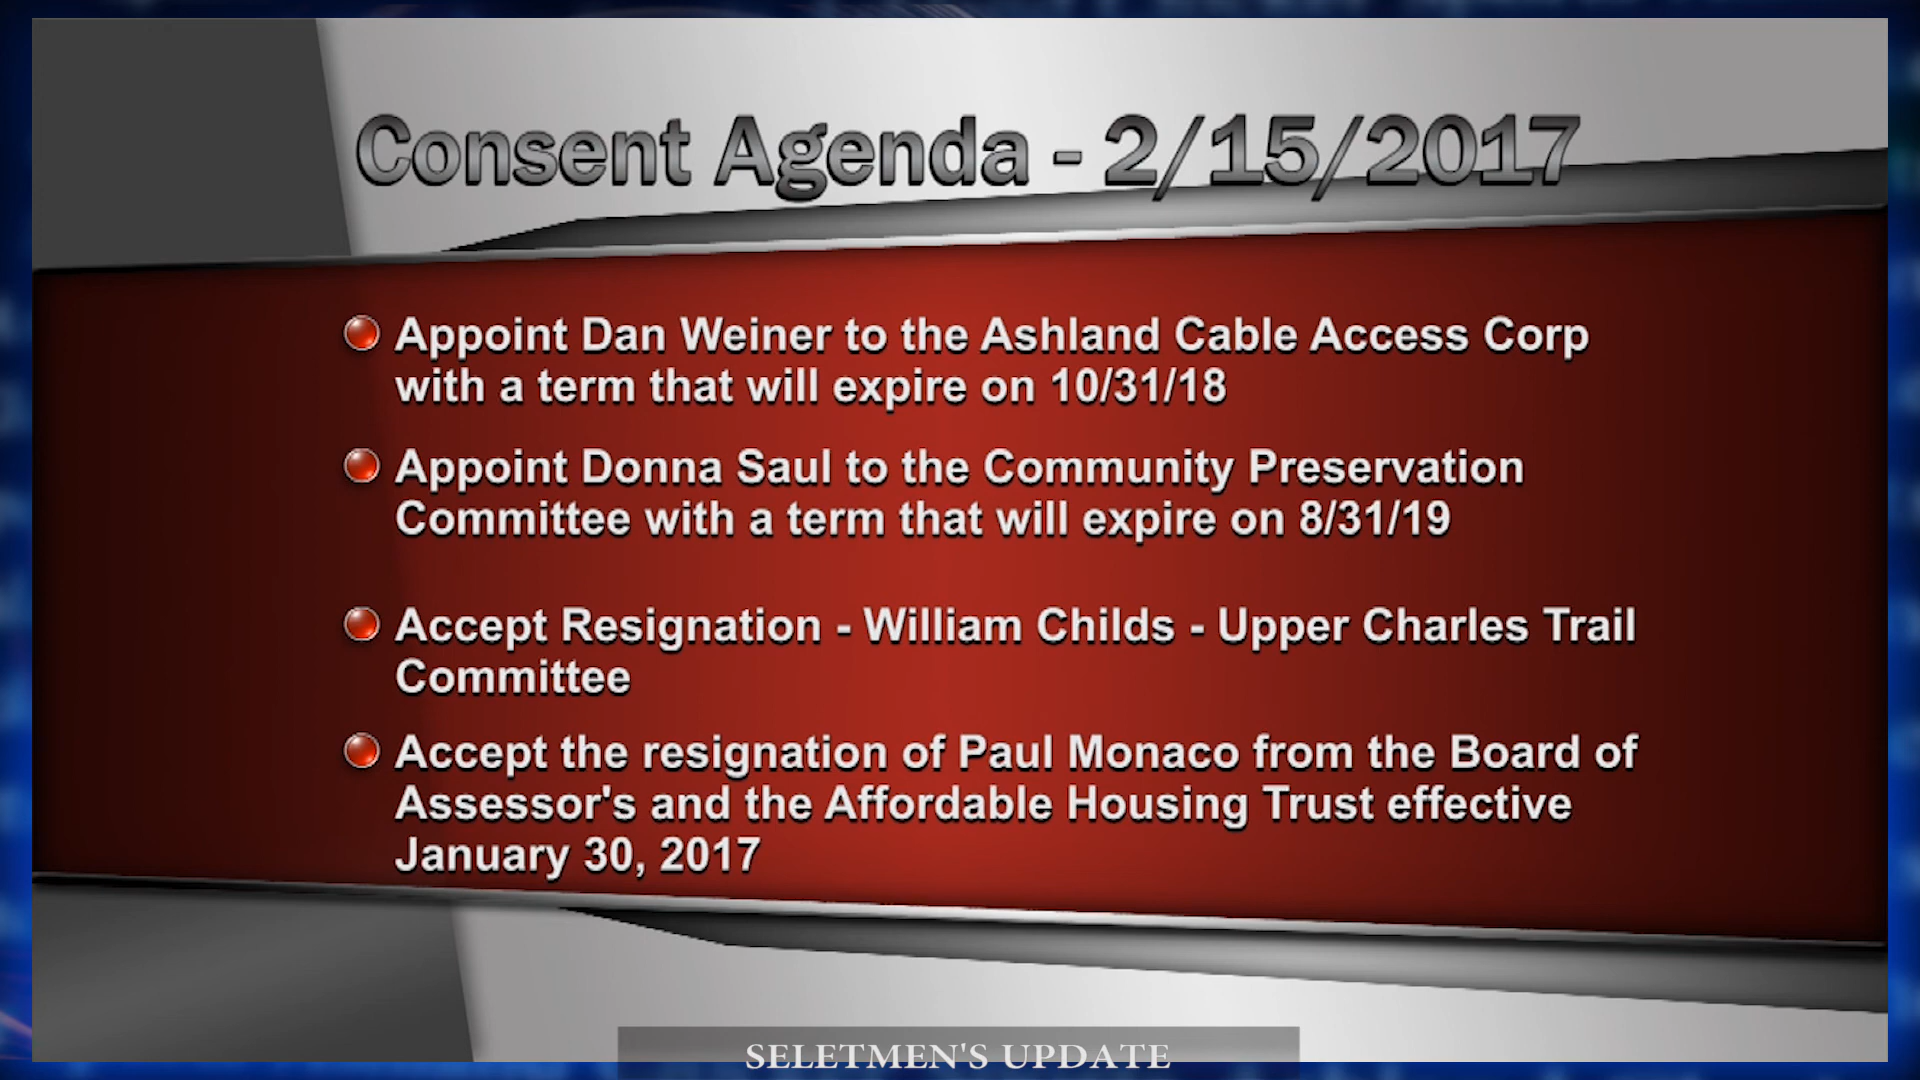 Consent Agenda - 2/15/2017
Appoint Dan Weiner to the Ashland Cable Access Corp
with a term that will expire on 10/31/18
Appoint Donna Saul to the Community Preservation
Committee with a term that will expire on 8/31/19
Accept Resignation - William Childs - Upper Charles Trail
Committee
Accept the resignation of Paul Monaco from the Board of
Assessor's and the Affordable Housing Trust effective
January 30, 2017
SELETMEN'S UPDATE